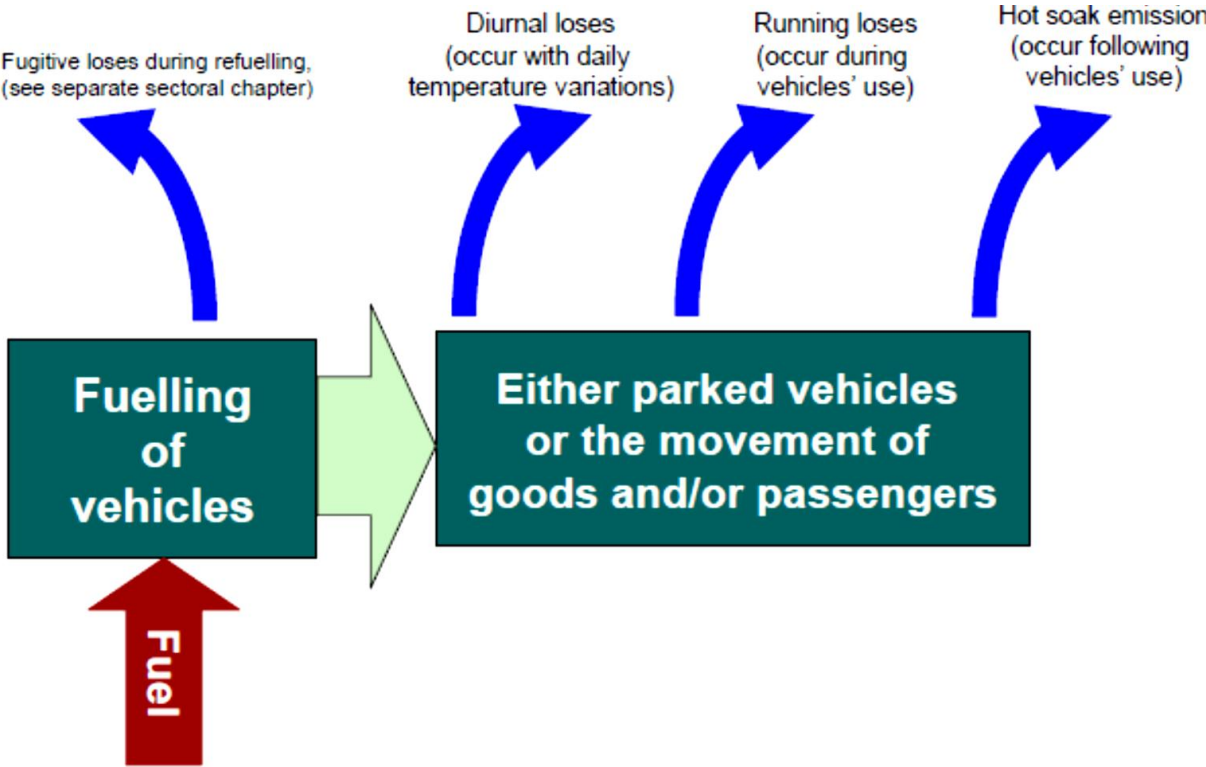 Fugitive loses during refuelling,
(see separate sectoral chapter)
Diurnal loses
(occur with daily
temperature variations)
Running loses
(occur during
vehicles' use)
Hot soak emission
(occur following
vehicles' use)
Fuelling
of
vehicles
Either parked vehicles
or the movement of
goods and/or passengers
Fuel